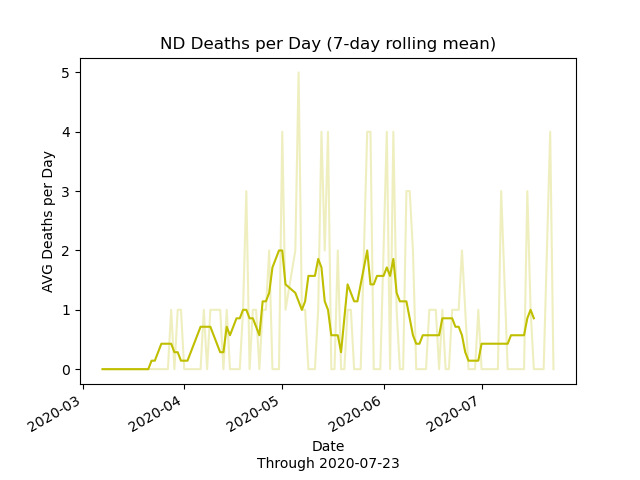 ND Deaths per Day (7-day rolling mean)
AVG Deaths per Day
5
4
3
2
1
0
2020-03
2020-04
2020-05
2020-06
2020-07
Date
Through 2020-07-23